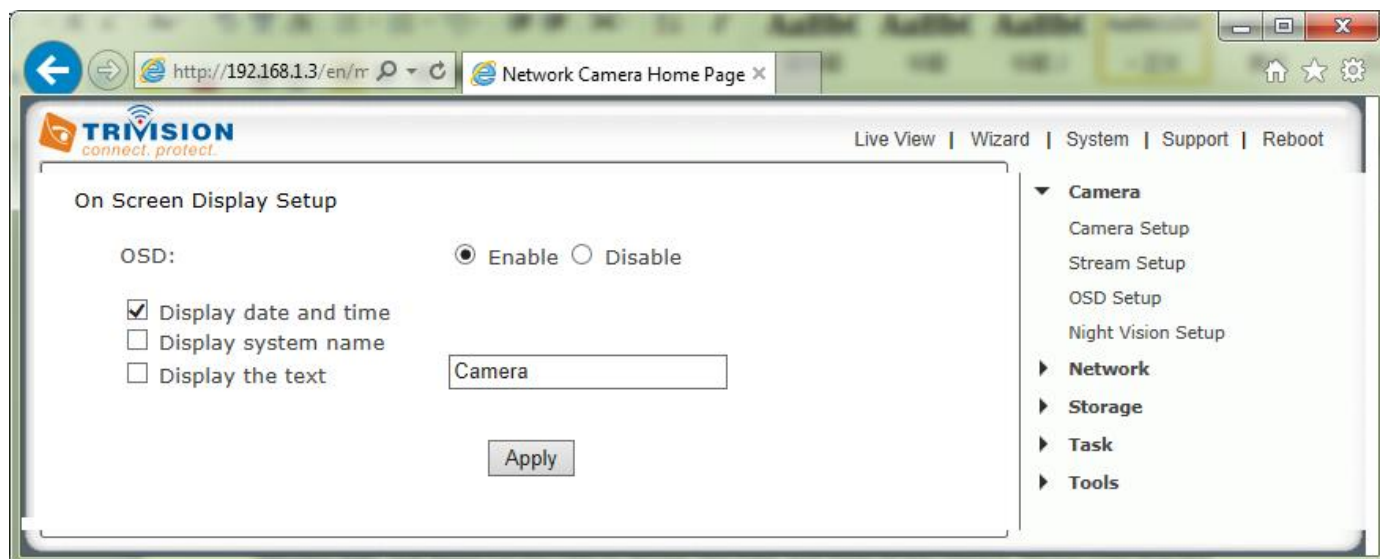 http://192.168.1.3/en/m
Network Camera Home Page
TRIVISION
connect. protect.
Live View | Wizard | System | Support | Reboot
On Screen Display Setup
OSD:
Enable
Disable
Display date and time
Display system name
Display the text
Camera
Apply
Camera
Camera Setup
Stream Setup
OSD Setup
Night Vision Setup
Network
Storage
Task
Tools